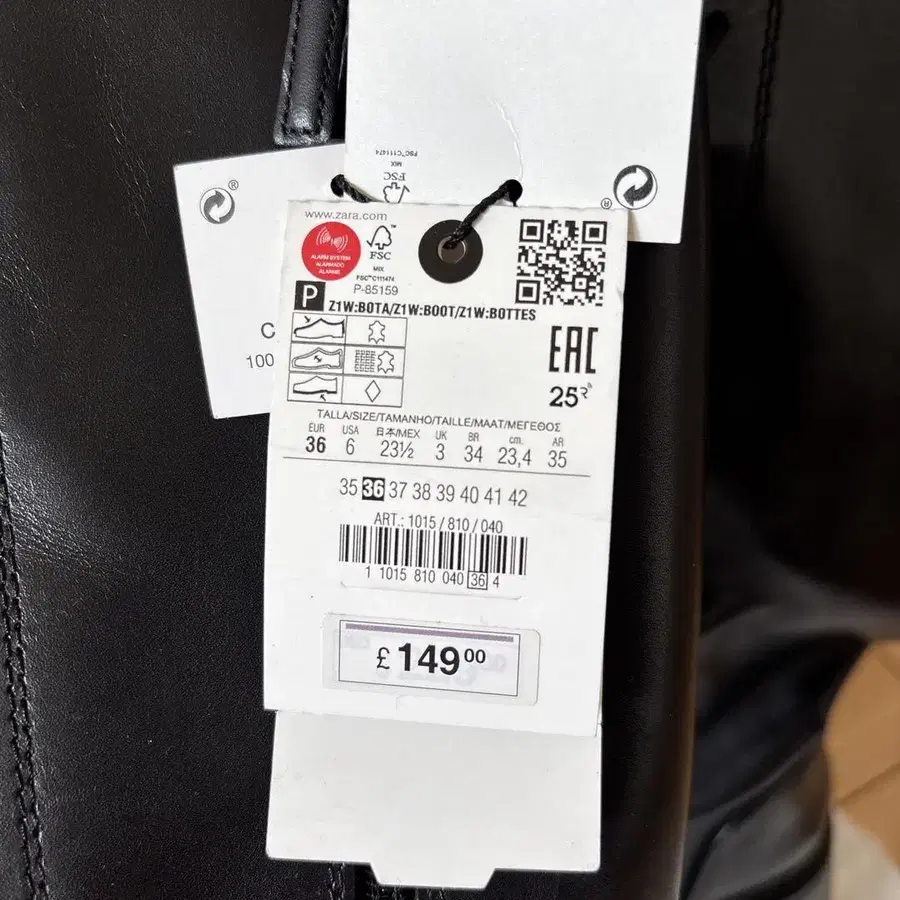 FSC™C111474
MIX
FSC
®
®
www.zara.com
ALARM SYSTEM
ALARMADO
ALARME
FSC
MIX
FSC™C111474
P-85159
P
Z1W:BOTA/Z1W:BOOT/Z1W:BOTTES
EAC
25
C
100
TALLA/SIZE/TAMANHO/TAILLE/MAAT/ΜΕΓΕΘΟΣ
EUR USA 日本/MEX UK BR cm. AR
36 6 23½ 3 34 23,4 35
35 36 37 38 39 40 41 42
ART.: 1015 / 810 / 040
1 1015 810 040 36 4
£ 149 00